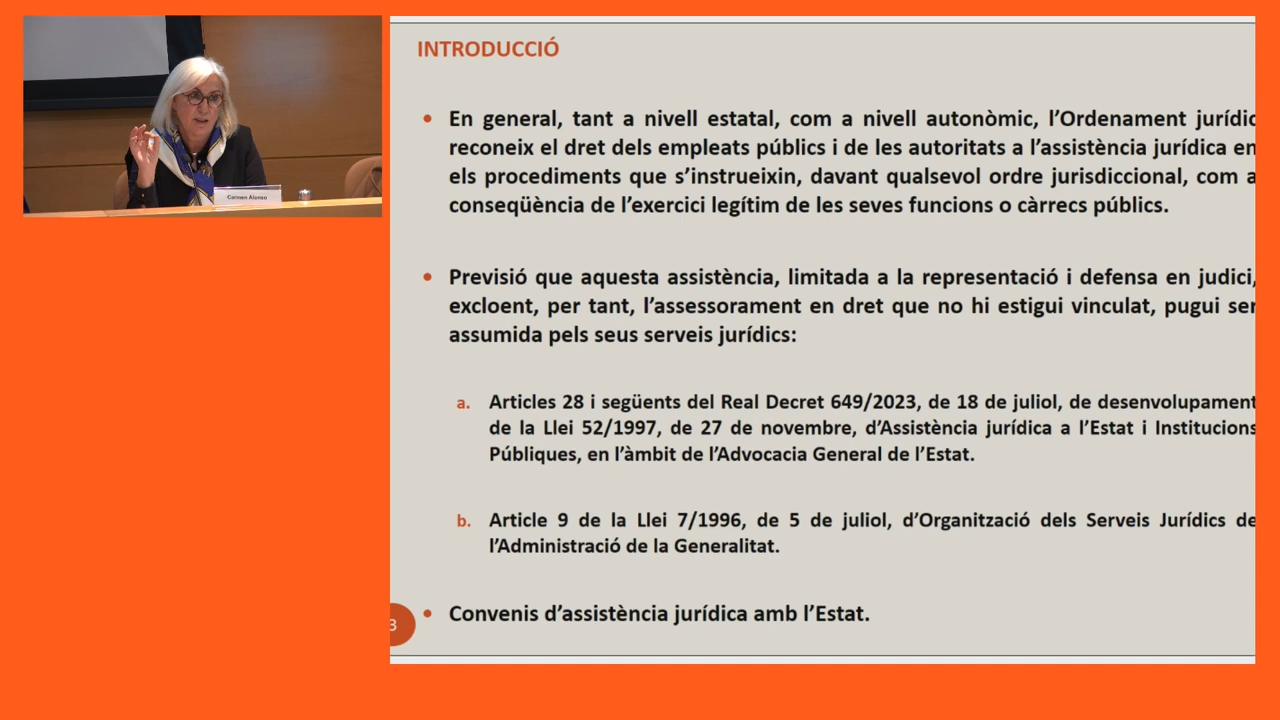 Carmen Alonso
INTRODUCCIÓ
• En general, tant a nivell estatal, com a nivell autonòmic, l’Ordenament jurídic
reconeix el dret dels empleats públics i de les autoritats a l’assistència jurídica en
els procediments que s’instrueixin, davant qualsevol ordre jurisdiccional, com a
conseqüència de l’exercici legítim de les seves funcions o càrrecs públics.
• Previsió que aquesta assistència, limitada a la representació i defensa en judici,
excloent, per tant, l’assessorament en dret que no hi estigui vinculat, pugui ser
assumida pels seus serveis jurídics:
a. Articles 28 i següents del Real Decret 649/2023, de 18 de juliol, de desenvolupament
de la Llei 52/1997, de 27 de novembre, d’Assistència jurídica a l’Estat i Institucions
Públiques, en l’àmbit de l’Advocacia General de l’Estat.
b. Article 9 de la Llei 7/1996, de 5 de juliol, d’Organització dels Serveis Jurídics de
l’Administració de la Generalitat.
• Convenis d’assistència jurídica amb l’Estat.
3